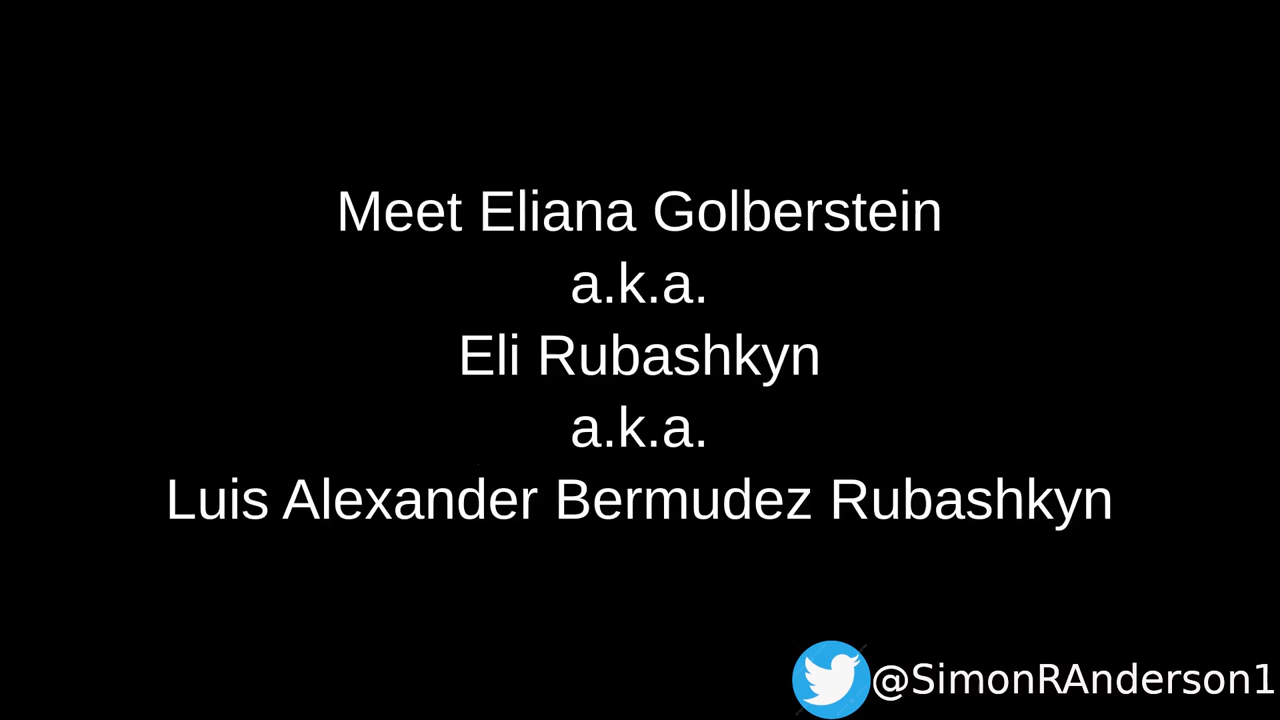 Meet Eliana Golberstein
a.k.a.
Eli Rubashkyn
a.k.a.
Luis Alexander Bermudez Rubashkyn
@SimonRAnderson1